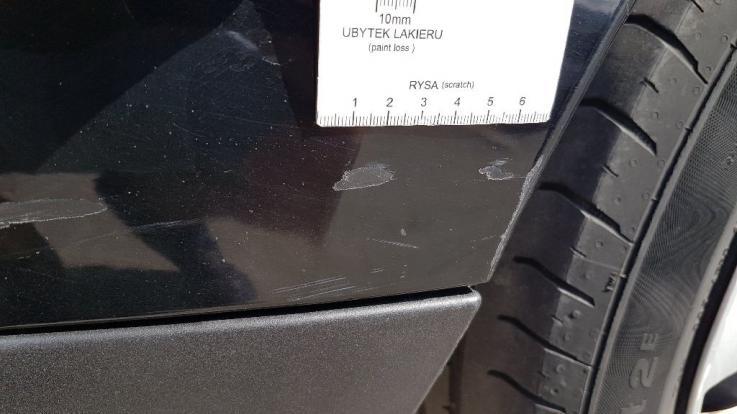 10mm
UBYTEK LAKIERU
(paint loss)
RYSA (scratch)
1 2 3 4 5 6